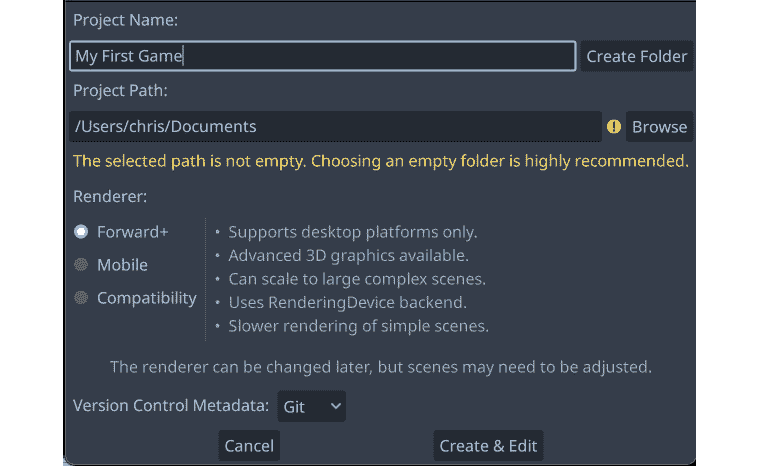 Project Name:
My First Game Create Folder
Project Path:
/Users/chris/Documents ! Browse
The selected path is not empty. Choosing an empty folder is highly recommended.
Renderer:
Forward+
Mobile
Compatibility
• Supports desktop platforms only.
• Advanced 3D graphics available.
• Can scale to large complex scenes.
• Uses RenderingDevice backend.
• Slower rendering of simple scenes.
The renderer can be changed later, but scenes may need to be adjusted.
Version Control Metadata: Git
Cancel Create & Edit